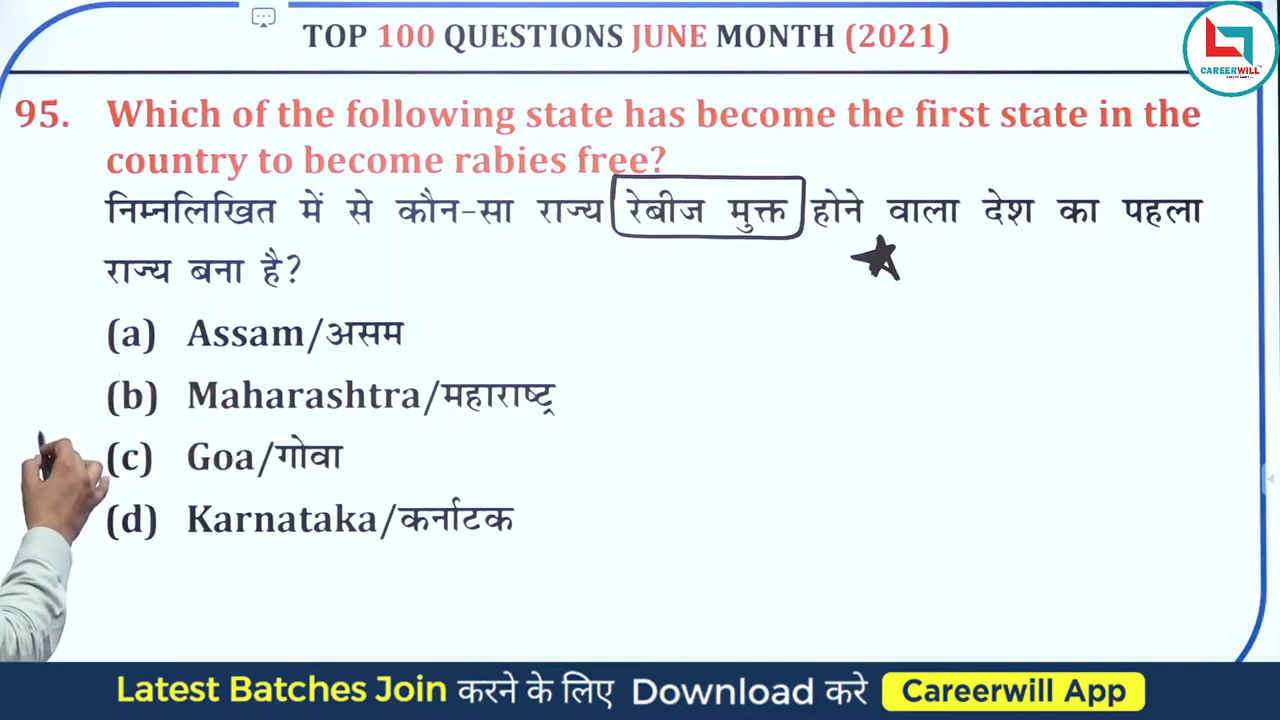 TOP 100 QUESTIONS JUNE MONTH (2021)
CAREERWILL
95. Which of the following state has become the first state in the
country to become rabies free?
निम्नलिखित में से कौन-सा राज्य रेबीज मुक्त होने वाला देश का पहला
राज्य बना है?
(a) Assam/असम
(b) Maharashtra/महाराष्ट्र
(c) Goa/गोवा
(d) Karnataka/कर्नाटक
Latest Batches Join करने के लिए Download करे Careerwill App